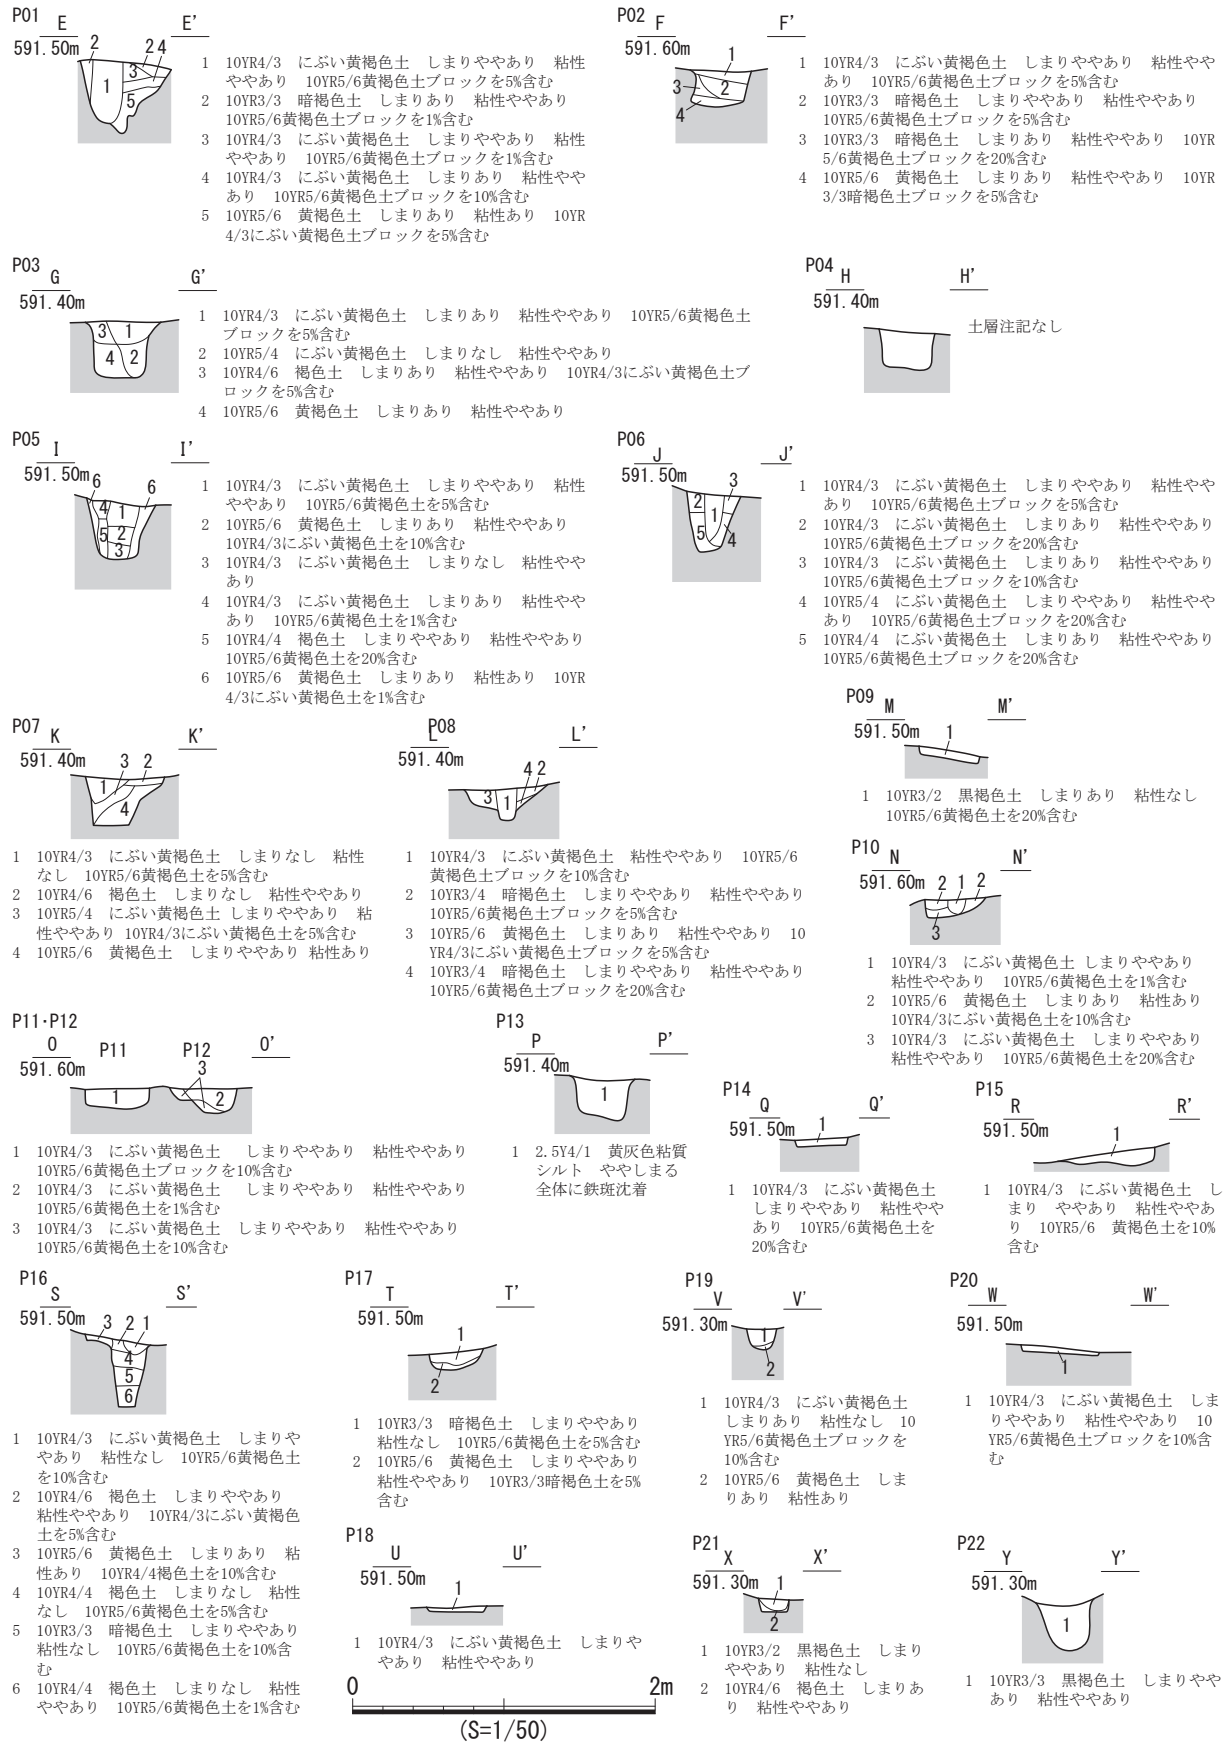 P01
E E'
591.50m
2 2 4
1 3
5
1 10YR4/3 にぶい黄褐色土 しまりややあり 粘性
ややあり 10YR5/6黄褐色土ブロックを5%含む
2 10YR3/3 暗褐色土 しまりあり 粘性ややあり
10YR5/6黄褐色土ブロックを1%含む
3 10YR4/3 にぶい黄褐色土 しまりややあり 粘性
ややあり 10YR5/6黄褐色土ブロックを1%含む
4 10YR4/3 にぶい黄褐色土 しまりあり 粘性やや
あり 10YR5/6黄褐色土ブロックを10%含む
5 10YR5/6 黄褐色土 しまりあり 粘性あり 10YR
4/3にぶい黄褐色土ブロックを5%含む
P02
F F'
591.60m
1
3 2
4
1 10YR4/3 にぶい黄褐色土 しまりややあり 粘性やや
あり 10YR5/6黄褐色土ブロックを5%含む
2 10YR3/3 暗褐色土 しまりややあり 粘性ややあり
10YR5/6黄褐色土ブロックを5%含む
3 10YR3/3 暗褐色土 しまりあり 粘性ややあり 10YR
5/6黄褐色土ブロックを20%含む
4 10YR5/6 黄褐色土 しまりあり 粘性ややあり 10YR
3/3暗褐色土ブロックを5%含む
P03
G G'
591.40m
3 1
4 2
1 10YR4/3 にぶい黄褐色土 しまりあり 粘性ややあり 10YR5/6黄褐色土
ブロックを5%含む
2 10YR5/4 にぶい黄褐色土 しまりなし 粘性ややあり
3 10YR4/6 褐色土 しまりあり 粘性ややあり 10YR4/3にぶい黄褐色土ブ
ロックを5%含む
4 10YR5/6 黄褐色土 しまりあり 粘性ややあり
P04
H H'
591.40m
土層注記なし
P05
I I'
591.50m
6 6
4 1
5 2
3
1 10YR4/3 にぶい黄褐色土 しまりややあり 粘性
ややあり 10YR5/6黄褐色土を5%含む
2 10YR5/6 黄褐色土 しまりあり 粘性ややあり
10YR4/3にぶい黄褐色土を10%含む
3 10YR4/3 にぶい黄褐色土 しまりなし 粘性やや
あり
4 10YR4/3 にぶい黄褐色土 しまりあり 粘性やや
あり 10YR5/6黄褐色土を1%含む
5 10YR4/4 褐色土 しまりややあり 粘性ややあり
10YR5/6黄褐色土を20%含む
6 10YR5/6 黄褐色土 しまりあり 粘性あり 10YR
4/3にぶい黄褐色土を1%含む
P06
J J'
591.50m
3
2 1
5 4
1 10YR4/3 にぶい黄褐色土 しまりややあり 粘性やや
あり 10YR5/6黄褐色土ブロックを5%含む
2 10YR4/3 にぶい黄褐色土 しまりあり 粘性ややあり
10YR5/6黄褐色土ブロックを20%含む
3 10YR4/3 にぶい黄褐色土 しまりあり 粘性ややあり
10YR5/6黄褐色土ブロックを10%含む
4 10YR5/4 にぶい黄褐色土 しまりややあり 粘性やや
あり 10YR5/6黄褐色土ブロックを20%含む
5 10YR4/4 にぶい黄褐色土 しまりあり 粘性ややあり
10YR5/6黄褐色土ブロックを20%含む
P07
K K'
591.40m
3 2
1
4
1 10YR4/3 にぶい黄褐色土 しまりなし 粘性
なし 10YR5/6黄褐色土を5%含む
2 10YR4/6 褐色土 しまりなし 粘性ややあり
3 10YR5/4 にぶい黄褐色土 しまりややあり 粘
性ややあり 10YR4/3にぶい黄褐色土を5%含む
4 10YR5/6 黄褐色土 しまりややあり 粘性あり
P08
L L'
591.40m
4 2
3 1
1 10YR4/3 にぶい黄褐色土 粘性ややあり 10YR5/6
黄褐色土ブロックを10%含む
2 10YR3/4 暗褐色土 しまりややあり 粘性ややあり
10YR5/6黄褐色土ブロックを5%含む
3 10YR5/6 黄褐色土 しまりあり 粘性ややあり 10
YR4/3にぶい黄褐色土ブロックを5%含む
4 10YR3/4 暗褐色土 しまりややあり 粘性ややあり
10YR5/6黄褐色土ブロックを20%含む
P09
M M'
591.50m
1
1 10YR3/2 黒褐色土 しまりあり 粘性なし
10YR5/6黄褐色土を20%含む
P10
N N'
591.60m
2 1 2
3
1 10YR4/3 にぶい黄褐色土 しまりややあり
粘性ややあり 10YR5/6黄褐色土を1%含む
2 10YR5/6 黄褐色土 しまりあり 粘性あり
10YR4/3にぶい黄褐色土を10%含む
3 10YR4/3 にぶい黄褐色土 しまりややあり
粘性ややあり 10YR5/6黄褐色土を20%含む
P11・P12
O P11 P12 O'
591.60m
3
1 2
1 10YR4/3 にぶい黄褐色土 しまりややあり 粘性ややあり
10YR5/6黄褐色土ブロックを10%含む
2 10YR4/3 にぶい黄褐色土 しまりややあり 粘性ややあり
10YR5/6黄褐色土を1%含む
3 10YR4/3 にぶい黄褐色土 しまりややあり 粘性ややあり
10YR5/6黄褐色土を10%含む
P13
P P'
591.40m
1
1 2.5Y4/1 黄灰色粘質
シルト ややしまる
全体に鉄斑沈着
P14
Q Q'
591.50m
1
1 10YR4/3 にぶい黄褐色土
しまりややあり 粘性やや
あり 10YR5/6黄褐色土を
20%含む
P15
R R'
591.50m
1
1 10YR4/3 にぶい黄褐色土 し
まり ややあり 粘性ややあ
り 10YR5/6 黄褐色土を10%
含む
P16
S S'
591.50m
3 2 1
4
5
6
1 10YR4/3 にぶい黄褐色土 しまりや
やあり 粘性なし 10YR5/6黄褐色土
を10%含む
2 10YR4/6 褐色土 しまりややあり
粘性ややあり 10YR4/3にぶい黄褐色
土を5%含む
3 10YR5/6 黄褐色土 しまりあり 粘
性あり 10YR4/4褐色土を10%含む
4 10YR4/4 褐色土 しまりなし 粘性
なし 10YR5/6黄褐色土を5%含む
5 10YR3/3 暗褐色土 しまりややあり
粘性なし 10YR5/6黄褐色土を10%含
む
6 10YR4/4 褐色土 しまりなし 粘性
ややあり 10YR5/6黄褐色土を1%含む
P17
T T'
591.50m
1
2
1 10YR3/3 暗褐色土 しまりややあり
粘性なし 10YR5/6黄褐色土を5%含む
2 10YR5/6 黄褐色土 しまりややあり
粘性ややあり 10YR3/3暗褐色土を5%
含む
P18
U U'
591.50m
1
1 10YR4/3 にぶい黄褐色土 しまりや
やあり 粘性ややあり
P19
V V'
591.30m
1
2
1 10YR4/3 にぶい黄褐色土
しまりあり 粘性なし 10
YR5/6黄褐色土ブロックを
10%含む
2 10YR5/6 黄褐色土 しま
りあり 粘性あり
P20
W W'
591.50m
1
1 10YR4/3 にぶい黄褐色土 しま
りややあり 粘性ややあり 10
YR5/6黄褐色土ブロックを10%含
む
P21
X X'
591.30m
1
2
1 10YR3/2 黒褐色土 しまり
ややあり 粘性なし
2 10YR4/6 褐色土 しまりあ
り 粘性ややあり
P22
Y Y'
591.30m
1
1 10YR3/3 黒褐色土 しまりやや
あり 粘性ややあり
0 2m
(S=1/50)